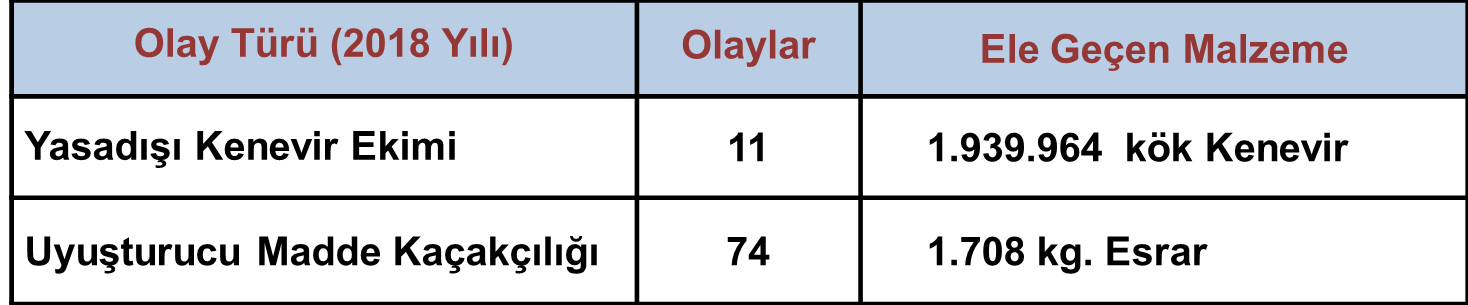 Olay Türü (2018 Yılı) Olaylar Ele Geçen Malzeme
Yasadışı Kenevir Ekimi 11 1.939.964 kök Kenevir
Uyuşturucu Madde Kaçakçılığı 74 1.708 kg. Esrar